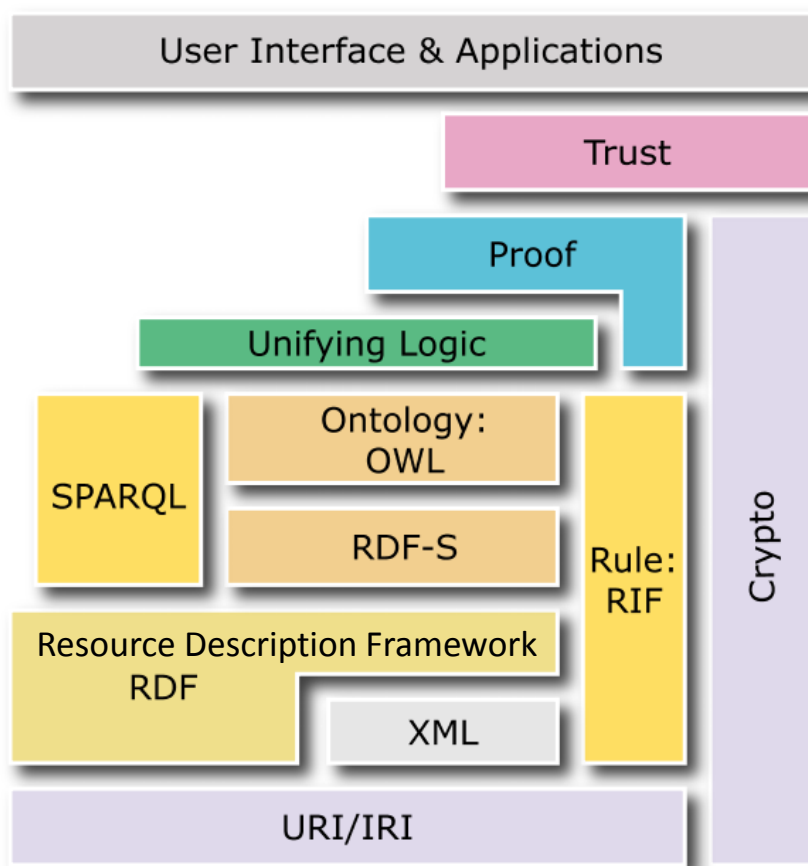 User Interface & Applications
Trust
Proof
Unifying Logic
Ontology:
OWL
SPARQL
RDF-S
Rule:
RIF
Crypto
Resource Description Framework
RDF
XML
URI/IRI